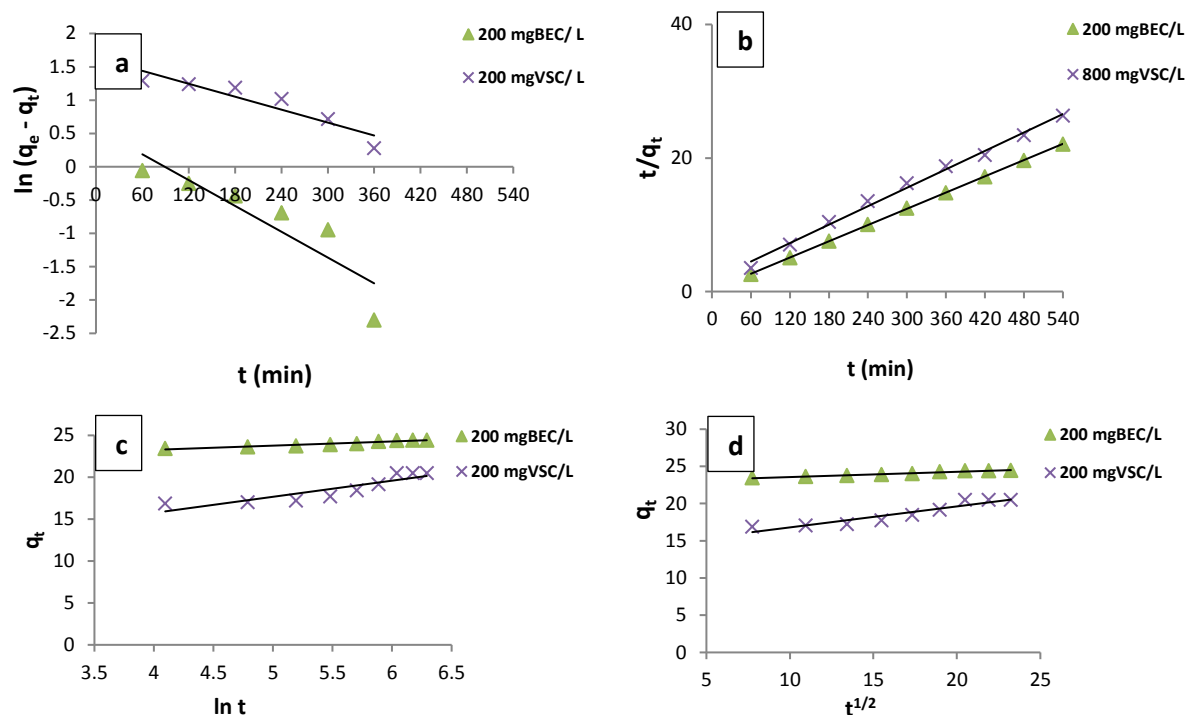 a
200 mgBEC/ L
200 mgVSC/ L
2
1.5
1
0.5
0
-0.5
-1
-1.5
-2
-2.5
0 60 120 180 240 300 360 420 480 540
ln (qe - qt)
t (min)
b
200 mgBEC/ L
800 mgVSC/ L
40
20
0
0 60 120 180 240 300 360 420 480 540
t/qt
t (min)
c
200 mgBEC/L
200 mgVSC/L
25
20
15
10
5
0
3.5 4 4.5 5 5.5 6 6.5
qt
ln t
d
200 mgBEC/L
200 mgVSC/L
30
25
20
15
10
5
0
5 10 15 20 25
qt
t1/2